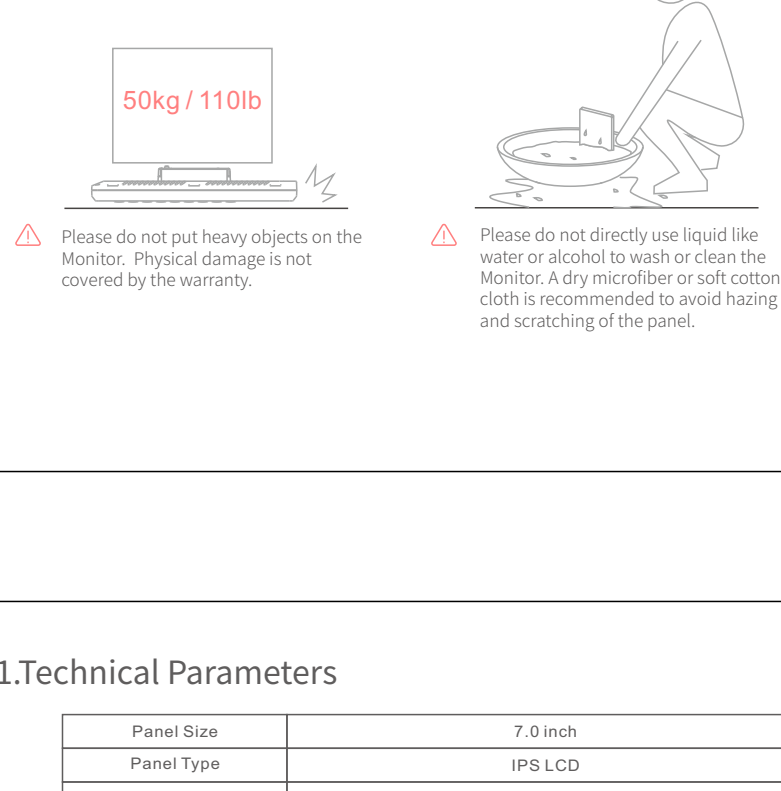 50kg / 110lb
Please do not put heavy objects on the
Monitor. Physical damage is not
covered by the warranty.
Please do not directly use liquid like
water or alcohol to wash or clean the
Monitor. A dry microfiber or soft cotton
cloth is recommended to avoid hazing
and scratching of the panel.
1.Technical Parameters
Panel Size 7.0 inch
Panel Type IPS LCD